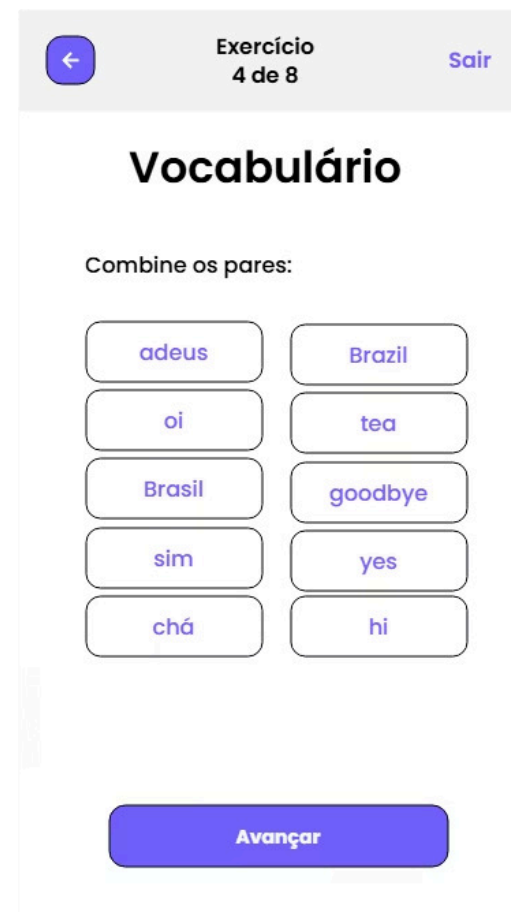 Exercício
4 de 8
Sair
Vocabulário
Combine os pares:
adeus
Brazil
oi
tea
Brasil
goodbye
sim
yes
chá
hi
Avançar